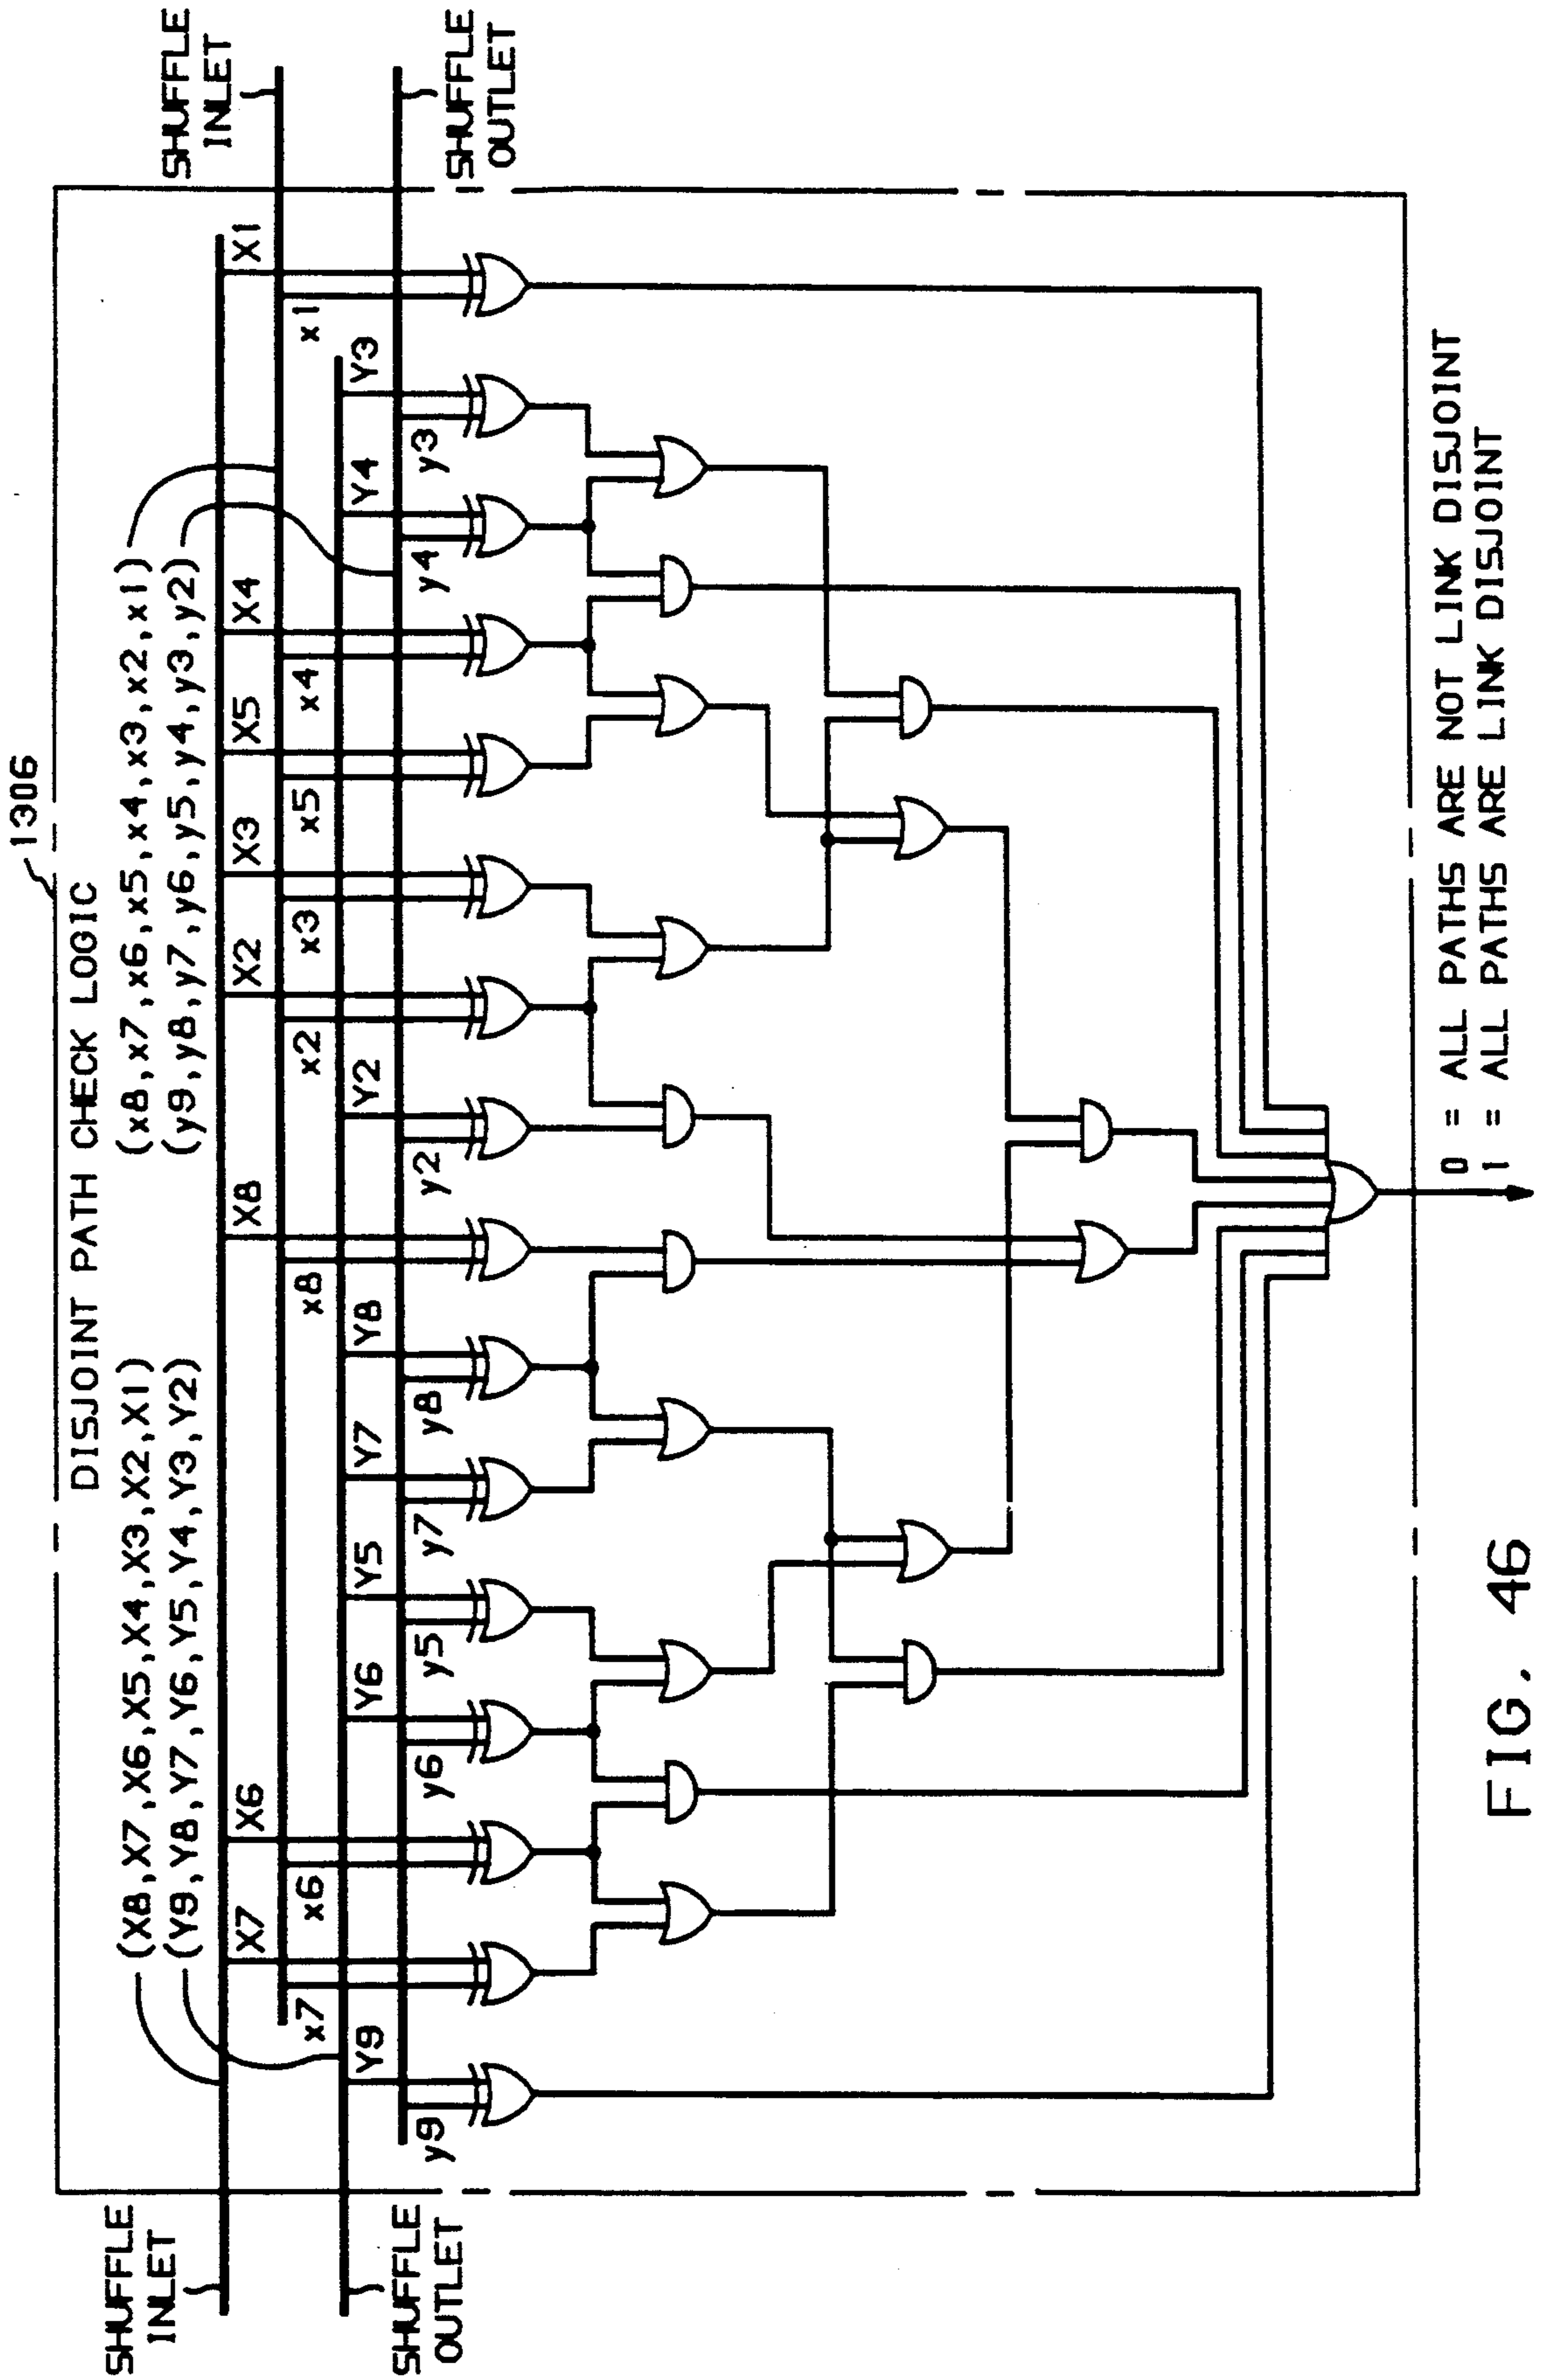 1306
DISJOINT PATH CHECK LOGIC
SHUFFLE
INLET
SHUFFLE
OUTLET
(X8,X7,X6,X5,X4,X3,X2,X1)
(Y9,Y8,Y7,Y6,Y5,Y4,Y3,Y2)
(x8,x7,x6,x5,x4,x3,x2,x1)
(y9,y8,y7,y6,y5,y4,y3,y2)
SHUFFLE
INLET
SHUFFLE
OUTLET
X7 X6 X8 X2 X3 X5 X4 X1
x7 x6 x8 x2 x3 x5 x4 x1
Y9 Y6 Y5 Y7 Y8 Y2 Y4 Y3
y9 y6 y5 y7 y8 y2 y4 y3
0 = ALL PATHS ARE NOT LINK DISJOINT
1 = ALL PATHS ARE LINK DISJOINT
FIG. 46